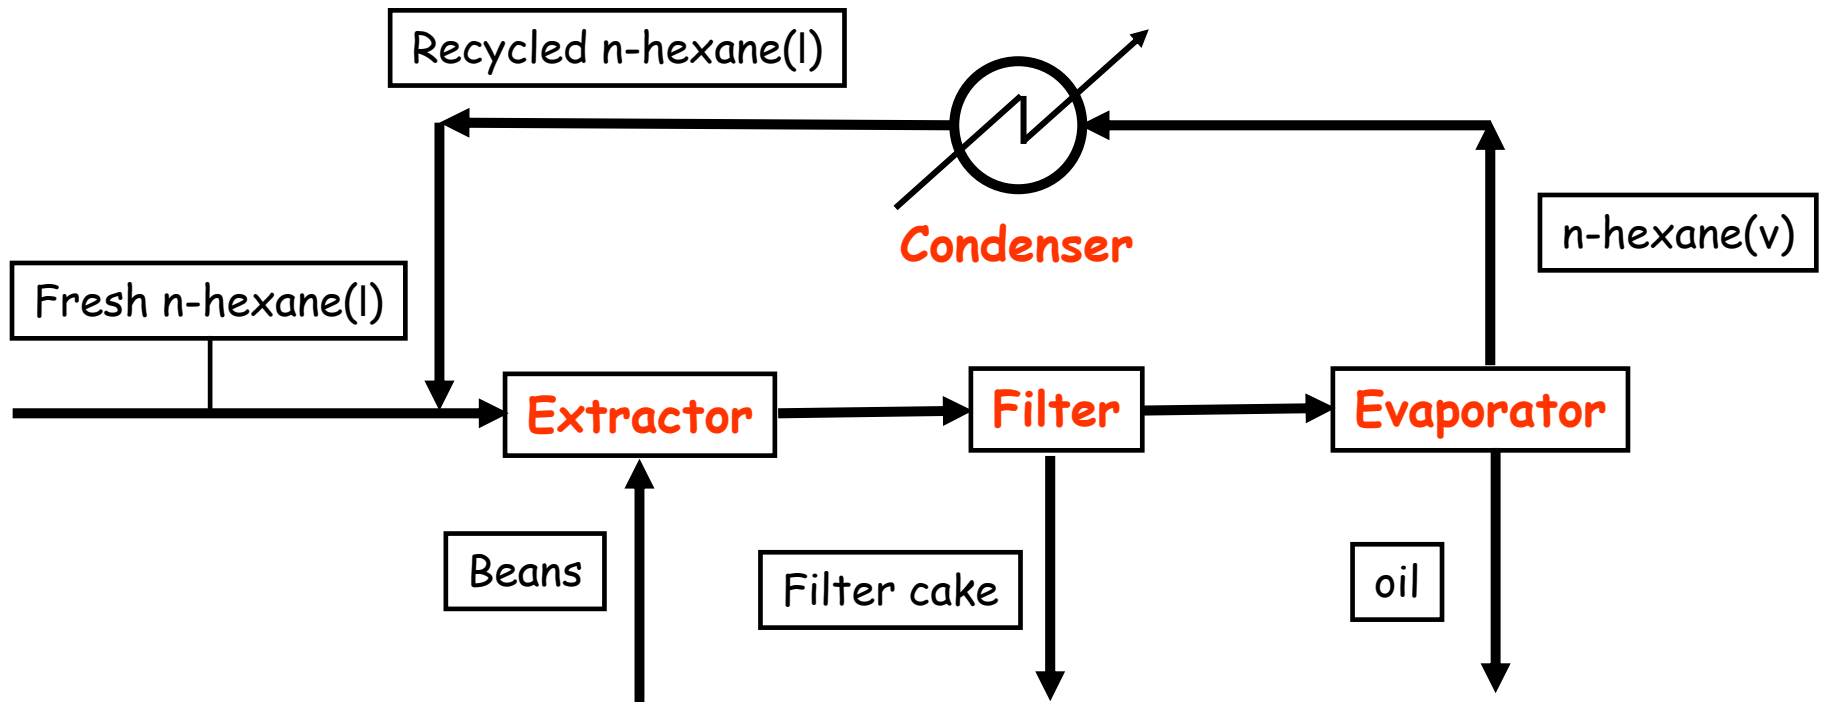 Recycled n-hexane(l)
Condenser
n-hexane(v)
Fresh n-hexane(l)
Extractor
Filter
Evaporator
Beans
Filter cake
oil